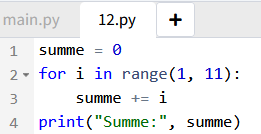 main.py 12.py +
1 summe = 0
2 for i in range(1, 11):
3 summe += i
4 print("Summe:", summe)